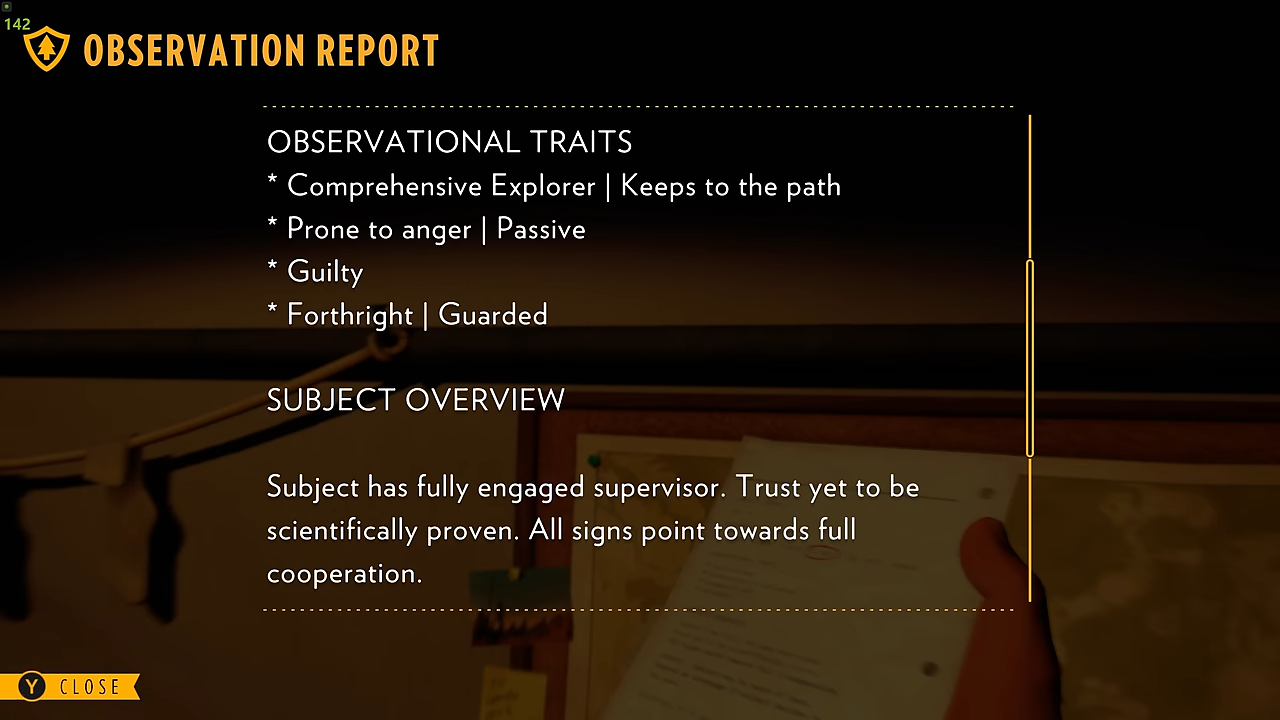 142
OBSERVATION REPORT
OBSERVATIONAL TRAITS
* Comprehensive Explorer | Keeps to the path
* Prone to anger | Passive
* Guilty
* Forthright | Guarded
SUBJECT OVERVIEW
Subject has fully engaged supervisor. Trust yet to be
scientifically proven. All signs point towards full
cooperation.
Y CLOSE